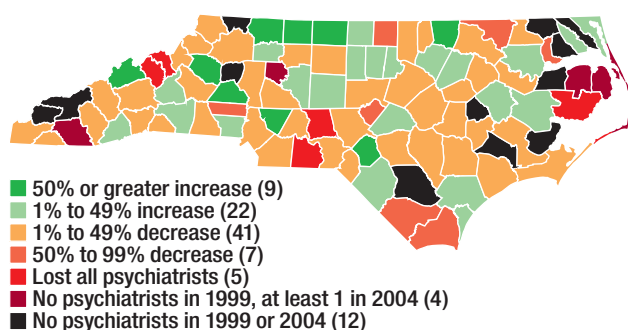 50% or greater increase (9)
1% to 49% increase (22)
1% to 49% decrease (41)
50% to 99% decrease (7)
Lost all psychiatrists (5)
No psychiatrists in 1999, at least 1 in 2004 (4)
No psychiatrists in 1999 or 2004 (12)